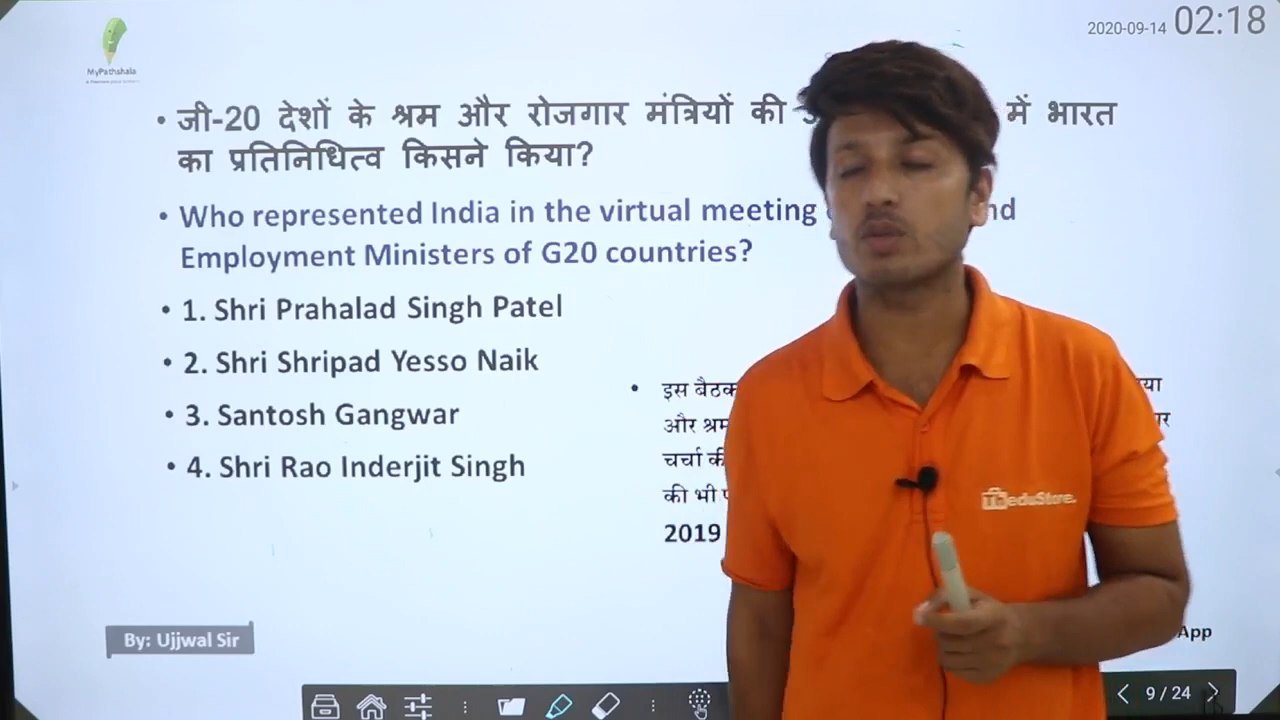 2020-09-14 02:18
MyPathshala
• जी-20 देशों के श्रम और रोजगार मंत्रियों की में भारत
का प्रतिनिधित्व किसने किया?
• Who represented India in the virtual meeting
Employment Ministers of G20 countries?
• 1. Shri Prahalad Singh Patel
• 2. Shri Shripad Yesso Naik
• 3. Santosh Gangwar
• 4. Shri Rao Inderjit Singh
• इस बैठक
और श्रम
चर्चा की
की भी
2019
TheduStore.
By: Ujjwal Sir
App
9 / 24